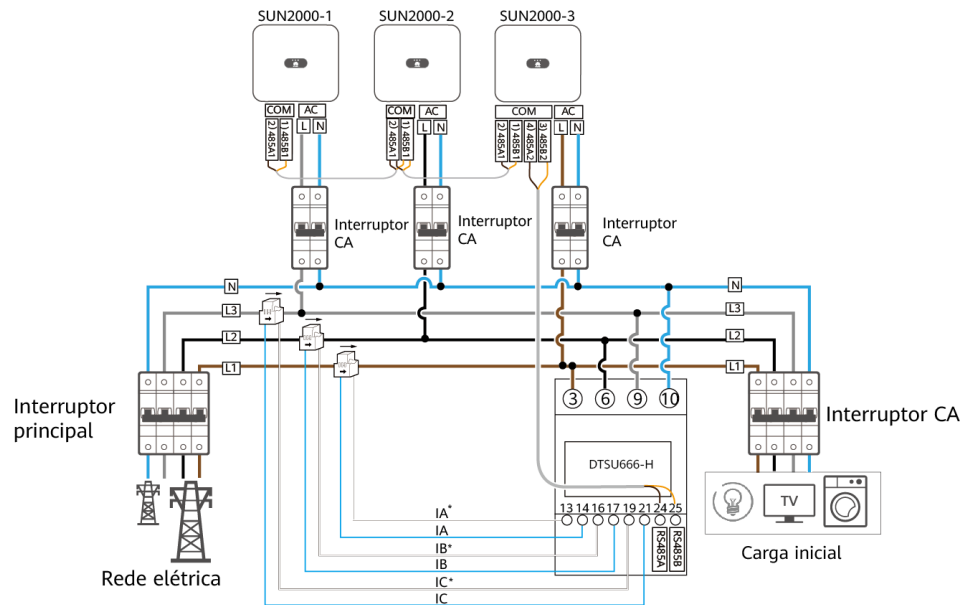 SUN2000-1
SUN2000-2
SUN2000-3
COM
AC
L
N
2) 485A1
1) 485B1
COM
AC
L
N
2) 485A1
1) 485B1
COM
AC
L
N
2) 485A1
1) 485B1
4) 485A2
3) 485B2
Interruptor
CA
Interruptor
CA
Interruptor
CA
N
N
L3
L3
L2
L2
L1
L1
Interruptor
principal
Interruptor CA
3
6
9
10
DTSU666-H
TV
13 14 16 17 19 21 24 25
RS485A
RS485B
IA*
IA
IB*
IB
IC*
IC
Rede elétrica
Carga inicial